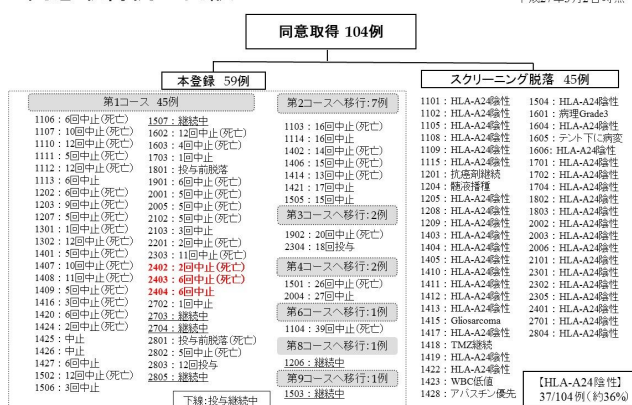 同意取得 104例
本登録 59例
スクリーニング脱落 45例
第1コース 45例
1106：6回中止(死亡)
1107：10回中止(死亡)
1110：12回中止(死亡)
1111：5回中止(死亡)
1112：12回中止(死亡)
1113：6回中止
1202：6回中止(死亡)
1203：9回中止(死亡)
1207：5回中止(死亡)
1301：1回中止(死亡)
1302：12回中止(死亡)
1401：5回中止(死亡)
1407：10回中止(死亡)
1408：11回中止(死亡)
1409：5回中止(死亡)
1416：3回中止(死亡)
1420：6回中止(死亡)
1424：2回中止(死亡)
1425：中止
1426：中止
1427：6回中止
1502：12回中止(死亡)
1506：3回中止
1507：継続中
1602：12回中止(死亡)
1603：4回中止(死亡)
1703：1回中止
1801：投与前脱落
1901：6回中止(死亡)
2001：5回中止(死亡)
2005：5回中止(死亡)
2102：5回中止(死亡)
2103：3回中止
2201：2回中止(死亡)
2303：11回中止(死亡)
2402：2回中止(死亡)
2403：6回中止(死亡)
2404：6回中止
2702：1回中止
2703：継続中
2704：継続中
2801：投与前脱落(死亡)
2802：5回中止(死亡)
2803：12回投与
2805：継続中
下線：投与継続中
第2コースへ移行：7例
1103：16回中止(死亡)
1114：16回中止
1402：14回中止(死亡)
1406：15回中止(死亡)
1414：13回中止(死亡)
1421：17回中止
1505：15回中止
第3コースへ移行：2例
1902：20回中止(死亡)
2304：18回投与
第4コースへ移行：2例
1501：26回中止(死亡)
2004：27回中止
第6コースへ移行：1例
1104：39回中止(死亡)
第8コースへ移行：1例
1206：継続中
第9コースへ移行：1例
1503：継続中
1101：HLA-A24陰性
1102：HLA-A24陰性
1105：HLA-A24陰性
1108：HLA-A24陰性
1109：HLA-A24陰性
1115：HLA-A24陰性
1201：抗癌剤継続
1204：髄液播種
1205：HLA-A24陰性
1208：HLA-A24陰性
1209：HLA-A24陰性
1403：HLA-A24陰性
1404：HLA-A24陰性
1405：HLA-A24陰性
1410：HLA-A24陰性
1411：HLA-A24陰性
1412：HLA-A24陰性
1413：HLA-A24陰性
1415：Gliosarcoma
1417：HLA-A24陰性
1418：TMZ継続
1419：HLA-A24陰性
1422：HLA-A24陰性
1423：WBC低値
1428：アバスチン優先
1504：HLA-A24陰性
1601：病理Grade3
1604：HLA-A24陰性
1605：テント下に病変
1606：HLA-A24陰性
1701：HLA-A24陰性
1702：HLA-A24陰性
1704：HLA-A24陰性
1802：HLA-A24陰性
1803：HLA-A24陰性
2002：HLA-A24陰性
2003：HLA-A24陰性
2006：HLA-A24陰性
2101：HLA-A24陰性
2301：HLA-A24陰性
2302：HLA-A24陰性
2305：HLA-A24陰性
2401：HLA-A24陰性
2701：HLA-A24陰性
2804：HLA-A24陰性
【HLA-A24陰性】
37/104例(約36%)